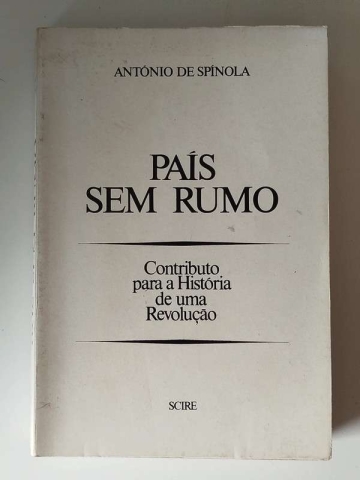 ANTÓNIO DE SPÍNOLA
PAÍS
SEM RUMO
Contributo
para a História
de uma
Revolução
SCIRE